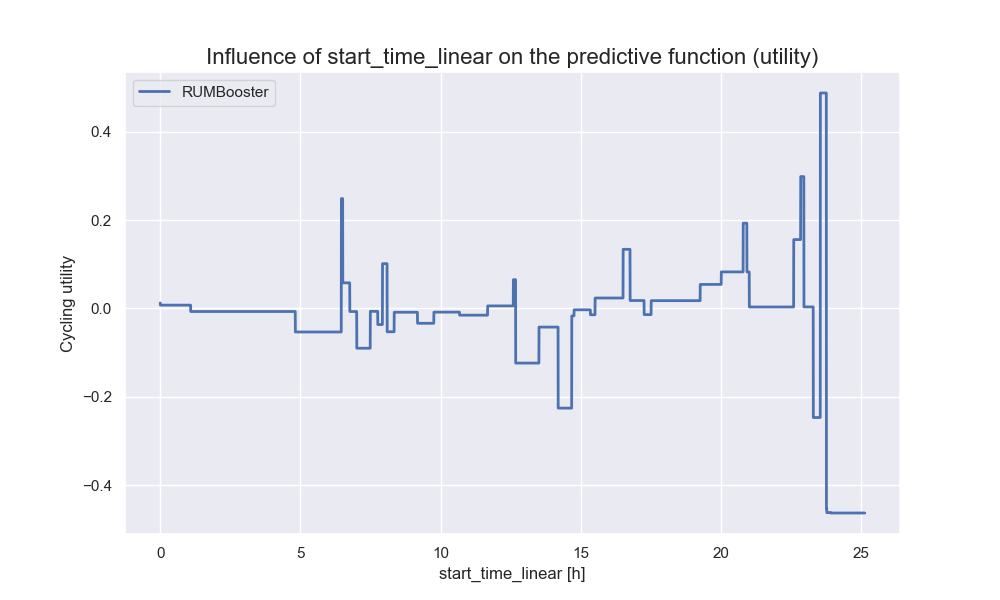 Influence of start_time_linear on the predictive function (utility)
RUMBooster
Cycling utility
0.4
0.2
0.0
−0.2
−0.4
0 5 10 15 20 25
start_time_linear [h]